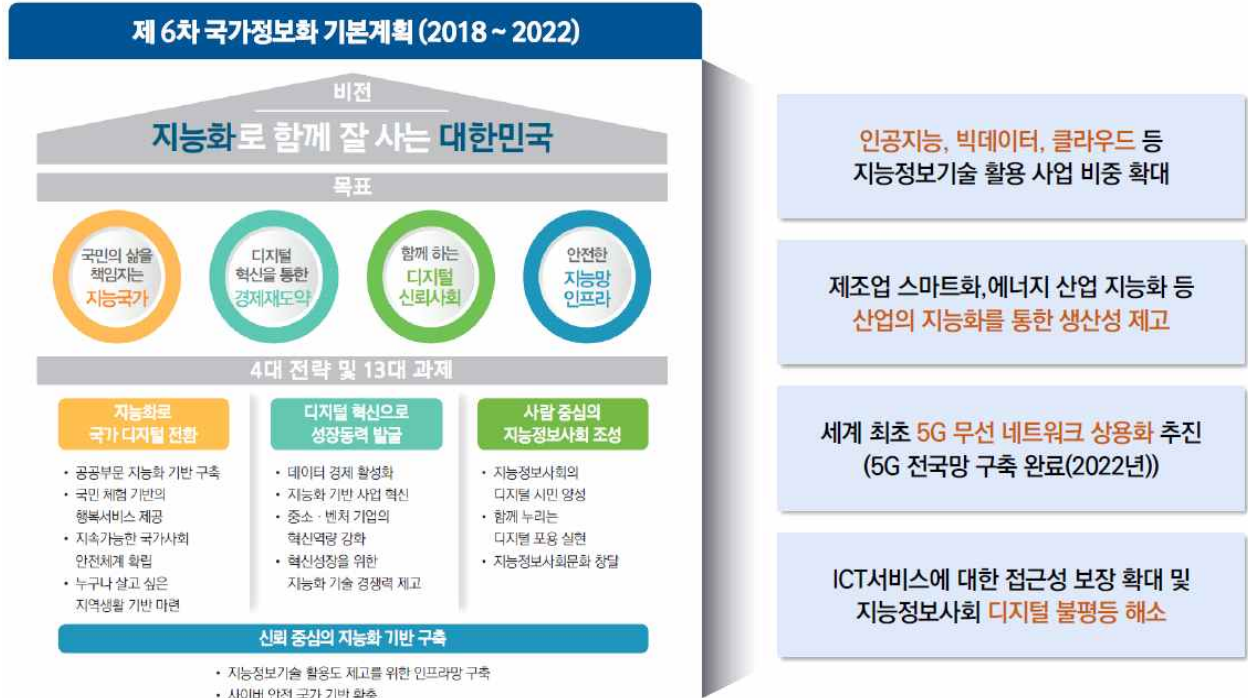 제 6차 국가정보화 기본계획 (2018 ~ 2022)
비전
지능화로 함께 잘 사는 대한민국
목표
국민의 삶을
책임지는
지능국가
디지털
혁신을 통한
경제재도약
함께 하는
디지털
신뢰사회
안전한
지능망
인프라
4대 전략 및 13대 과제
지능화로
국가 디지털 전환
• 공공부문 지능화 기반 구축
• 국민 체험 기반의
행복서비스 제공
• 지속가능한 국가사회
안전체계 확립
• 누구나 살고 싶은
지역생활 기반 마련
디지털 혁신으로
성장동력 발굴
• 데이터 경제 활성화
• 지능화 기반 사업 혁신
• 중소 · 벤처 기업의
혁신역량 강화
• 혁신성장을 위한
지능화 기술 경쟁력 제고
사람 중심의
지능정보사회 조성
• 지능정보사회의
디지털 시민 양성
• 함께 누리는
디지털 포용 실현
• 지능정보사회문화 창달
신뢰 중심의 지능화 기반 구축
• 지능정보기술 활용도 제고를 위한 인프라망 구축
• 사이버 안전 국가 기반 확충
인공지능, 빅데이터, 클라우드 등
지능정보기술 활용 사업 비중 확대
제조업 스마트화,에너지 산업 지능화 등
산업의 지능화를 통한 생산성 제고
세계 최초 5G 무선 네트워크 상용화 추진
(5G 전국망 구축 완료(2022년))
ICT서비스에 대한 접근성 보장 확대 및
지능정보사회 디지털 불평등 해소